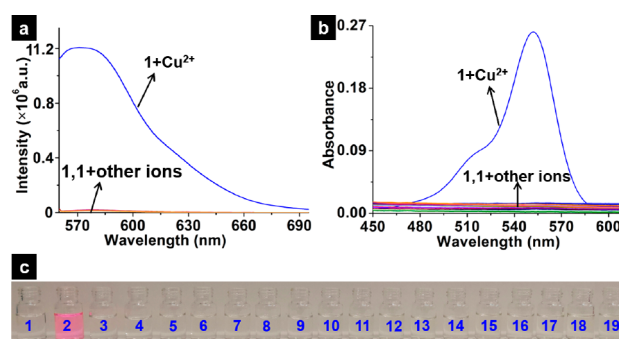 a
b
11.2
0.8
0.4
0
Intensity (×10⁶a.u.)
1+Cu²⁺
1,1+other ions
570 600 630 660 690
Wavelength (nm)
0.27
0.18
0.09
0.00
Absorbance
1+Cu²⁺
1,1+other ions
450 480 510 540 570 600
Wavelength (nm)
c
1 2 3 4 5 6 7 8 9 10 11 12 13 14 15 16 17 18 19